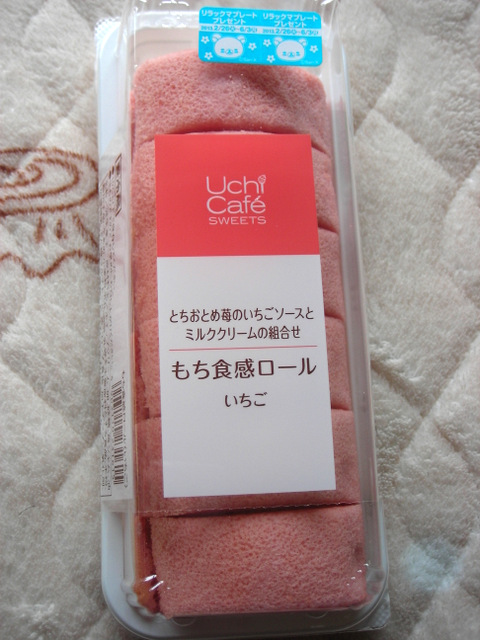 リラックマプレート
プレゼント
リラックマプレート
プレゼント
Uchi
Café
SWEETS
とちおとめ苺のいちごソースと
ミルククリームの組合せ
もち食感ロール
いちご